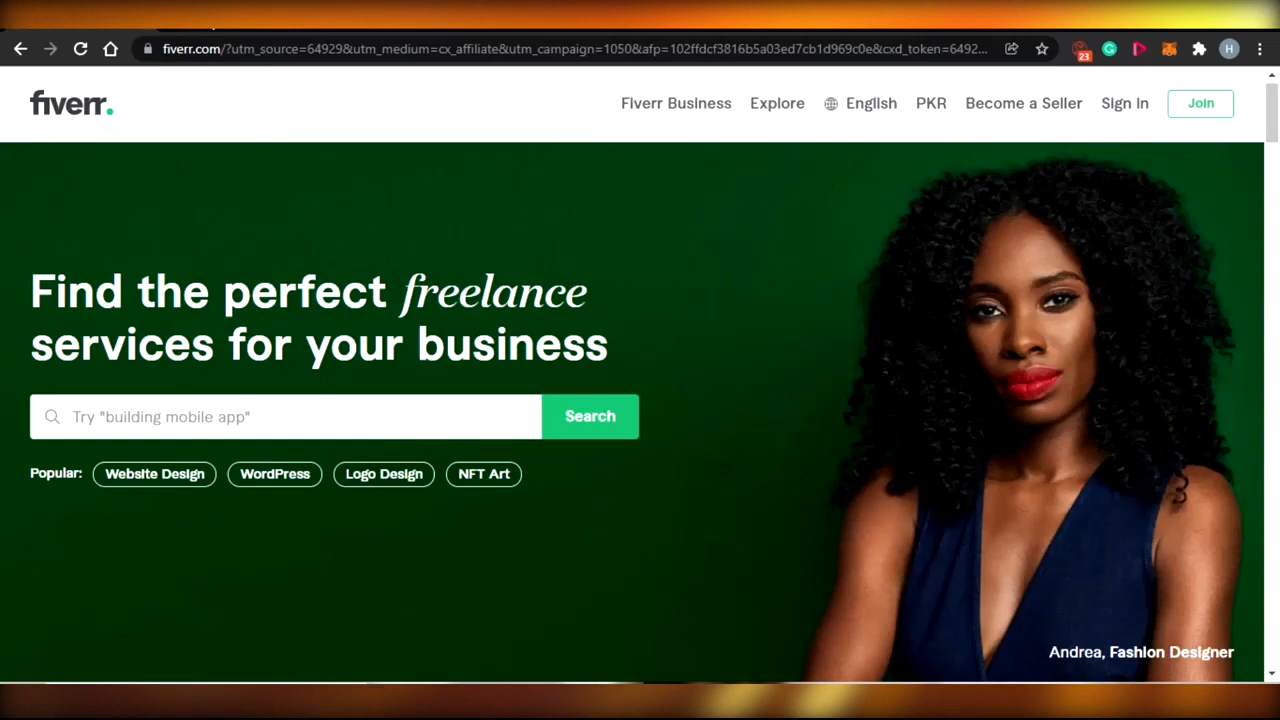 fiverr.com/?utm_source=64929&utm_medium=cx_affiliate&utm_campaign=1050&afp=102ffdcf3816b5a03ed7cb1d969c0e&cxd_token=6492...
23
H
fiverr.
Fiverr Business
Explore
English
PKR
Become a Seller
Sign In
Join
Find the perfect freelance
services for your business
Try "building mobile app"
Search
Popular:
Website Design
WordPress
Logo Design
NFT Art
Andrea, Fashion Designer